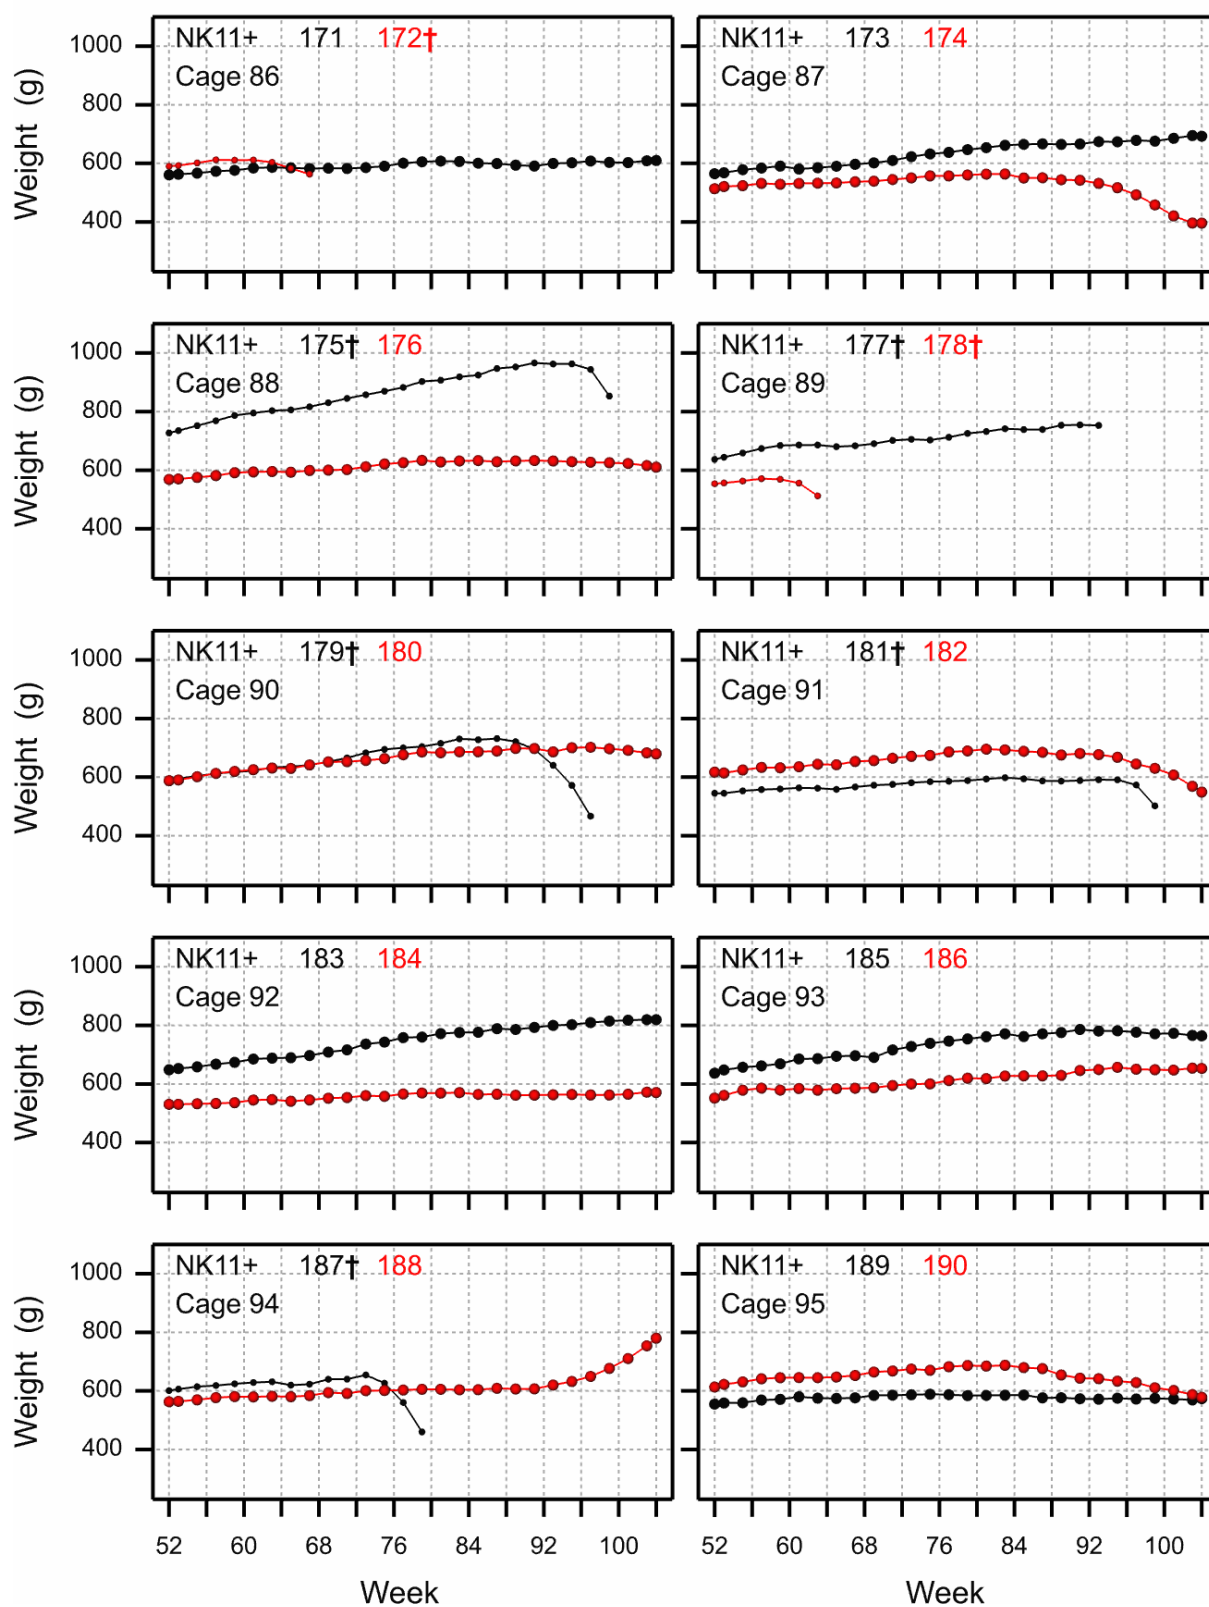 NK11+ 171 172†
Cage 86
1000
800
600
400
Weight (g)
NK11+ 173 174
Cage 87
NK11+ 175† 176
Cage 88
1000
800
600
400
Weight (g)
NK11+ 177† 178†
Cage 89
NK11+ 179† 180
Cage 90
1000
800
600
400
Weight (g)
NK11+ 181† 182
Cage 91
NK11+ 183 184
Cage 92
1000
800
600
400
Weight (g)
NK11+ 185 186
Cage 93
NK11+ 187† 188
Cage 94
1000
800
600
400
Weight (g)
NK11+ 189 190
Cage 95
52 60 68 76 84 92 100
Week
52 60 68 76 84 92 100
Week